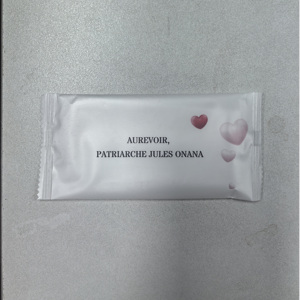 AUREVOIR,
PATRIARCHE JULES ONANA